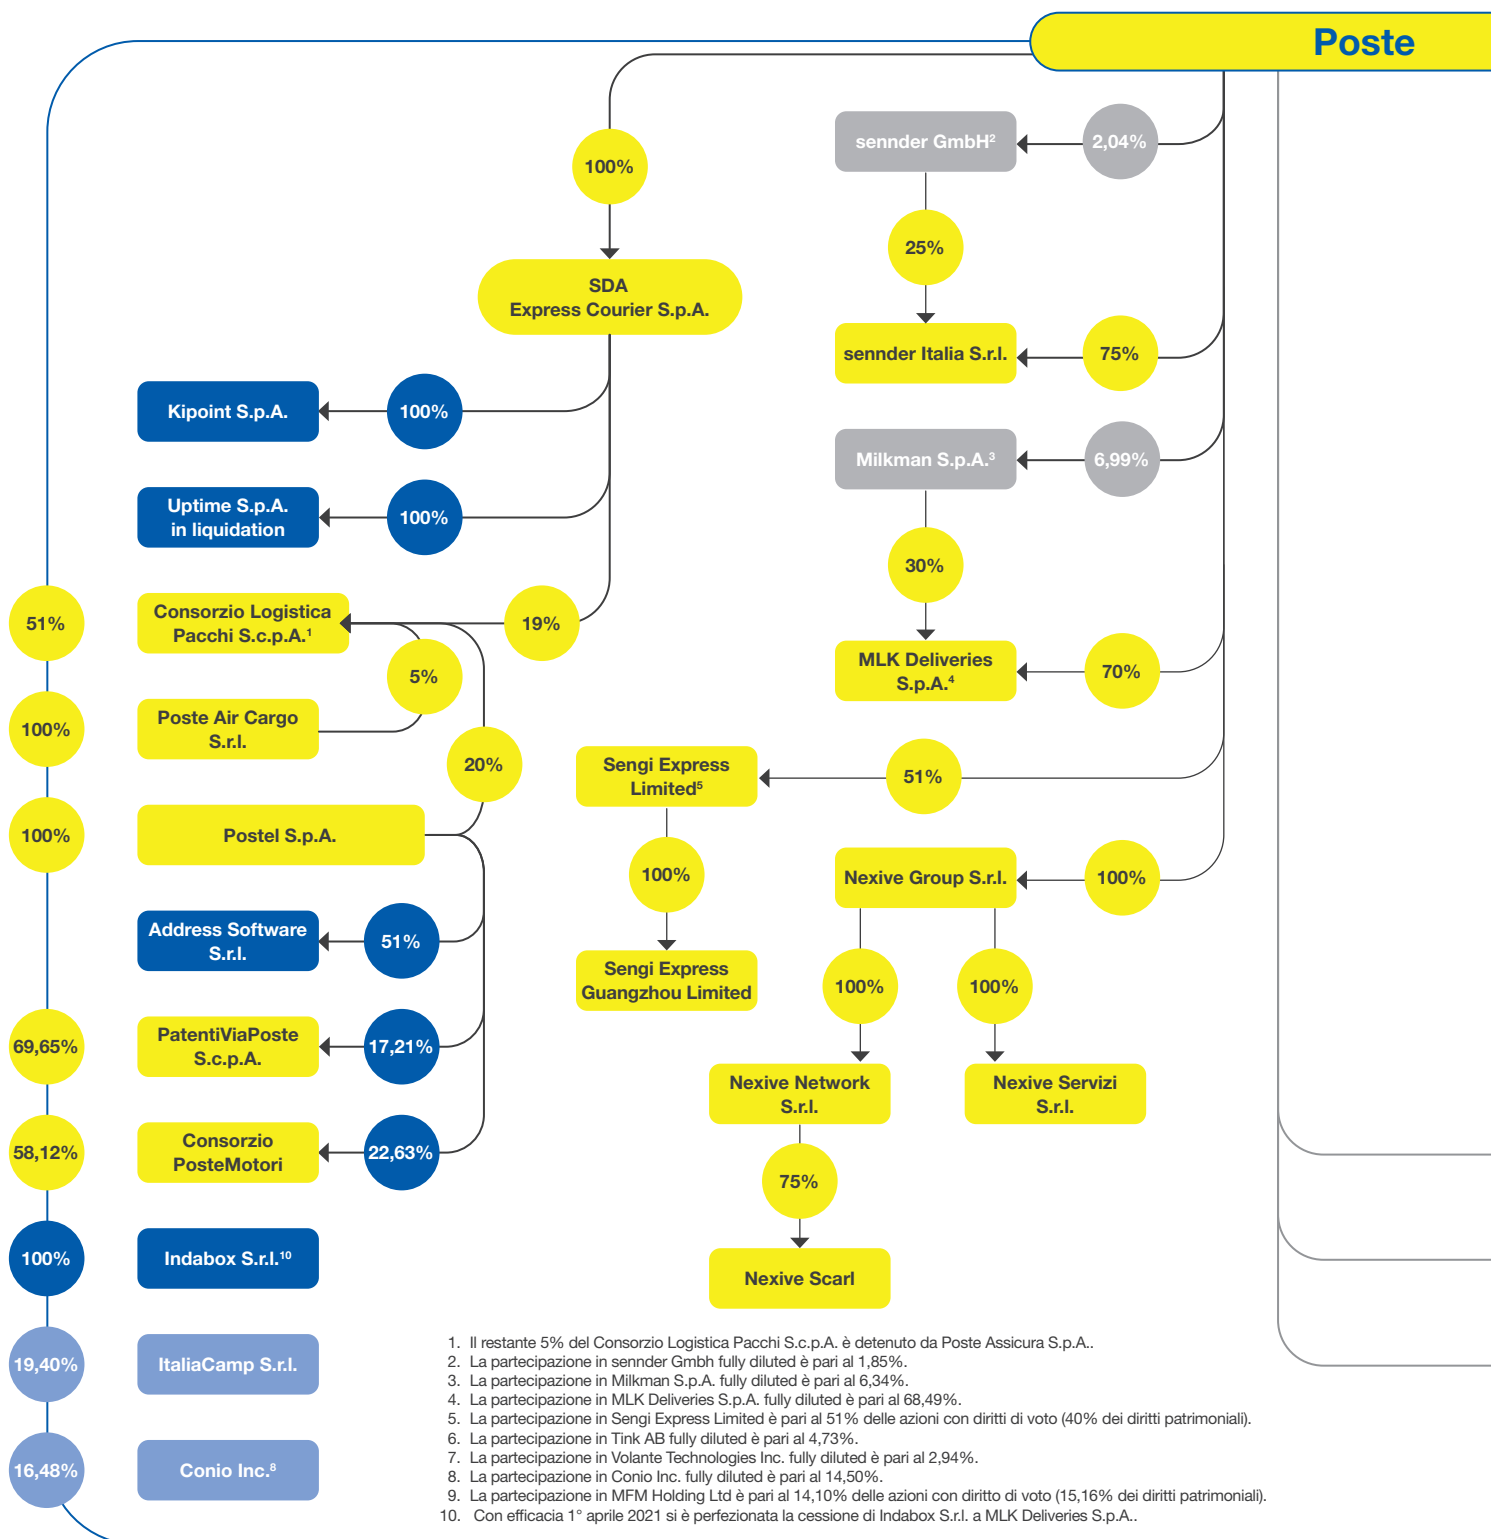 Poste
sennder GmbH²
2,04%
100%
25%
SDA
Express Courier S.p.A.
sennder Italia S.r.l.
75%
Kipoint S.p.A.
100%
Milkman S.p.A.³
6,99%
Uptime S.p.A.
in liquidation
100%
30%
51%
Consorzio Logistica
Pacchi S.c.p.A.¹
19%
5%
MLK Deliveries
S.p.A.⁴
70%
100%
Poste Air Cargo
S.r.l.
20%
Sengi Express
Limited⁵
51%
100%
Postel S.p.A.
100%
Nexive Group S.r.l.
100%
Address Software
S.r.l.
51%
Sengi Express
Guangzhou Limited
100%
100%
69,65%
PatentiViaPoste
S.c.p.A.
17,21%
Nexive Network
S.r.l.
Nexive Servizi
S.r.l.
58,12%
Consorzio
PosteMotori
22,63%
75%
100%
Indabox S.r.l.¹⁰
Nexive Scarl
19,40%
ItaliaCamp S.r.l.
16,48%
Conio Inc.⁸
1. Il restante 5% del Consorzio Logistica Pacchi S.c.p.A. è detenuto da Poste Assicura S.p.A..
2. La partecipazione in sennder Gmbh fully diluted è pari al 1,85%.
3. La partecipazione in Milkman S.p.A. fully diluted è pari al 6,34%.
4. La partecipazione in MLK Deliveries S.p.A. fully diluted è pari al 68,49%.
5. La partecipazione in Sengi Express Limited è pari al 51% delle azioni con diritti di voto (40% dei diritti patrimoniali).
6. La partecipazione in Tink AB fully diluted è pari al 4,73%.
7. La partecipazione in Volante Technologies Inc. fully diluted è pari al 2,94%.
8. La partecipazione in Conio Inc. fully diluted è pari al 14,50%.
9. La partecipazione in MFM Holding Ltd è pari al 14,10% delle azioni con diritto di voto (15,16% dei diritti patrimoniali).
10. Con efficacia 1° aprile 2021 si è perfezionata la cessione di Indabox S.r.l. a MLK Deliveries S.p.A..